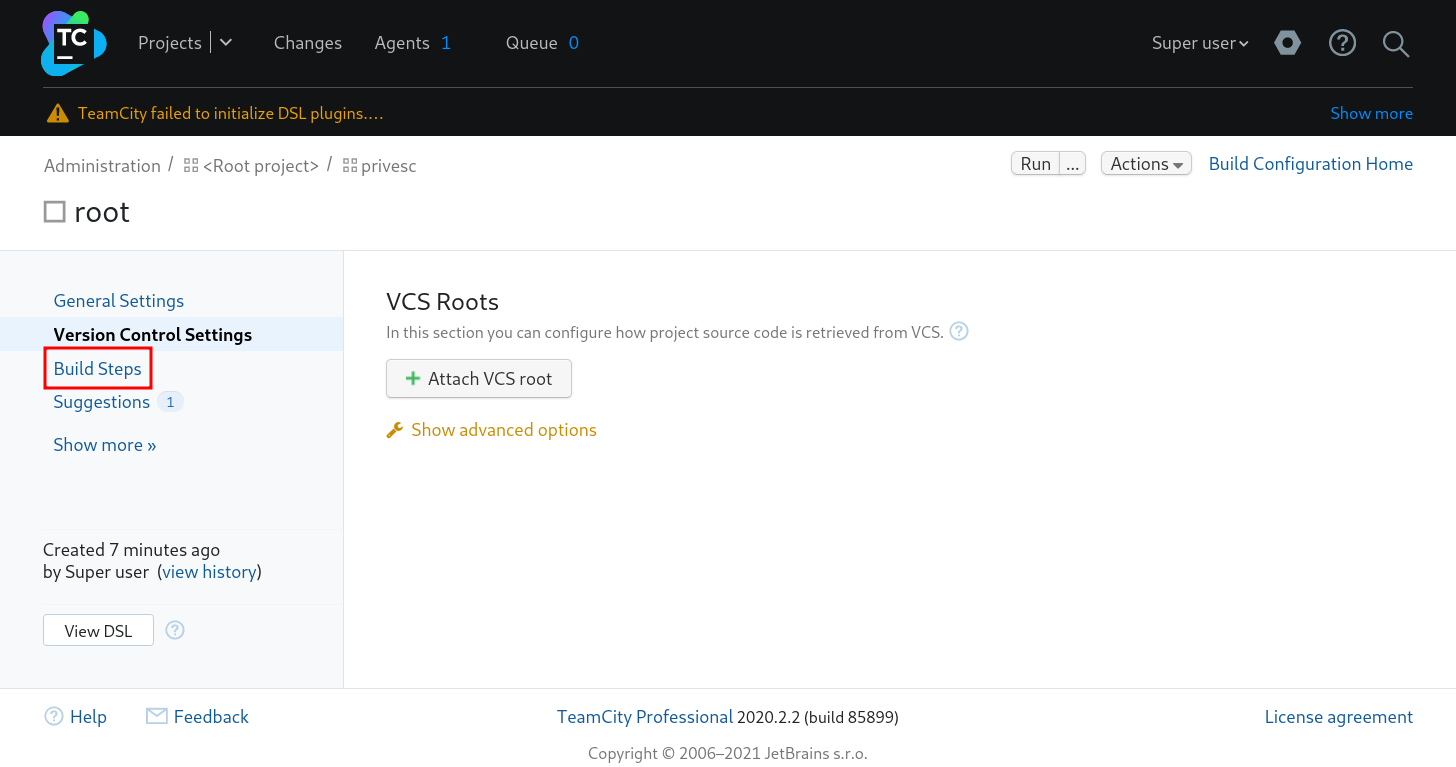 TC
Projects Changes Agents 1 Queue 0 Super user
TeamCity failed to initialize DSL plugins.... Show more
Administration / <Root project> / privesc
Run ... Actions Build Configuration Home
root
General Settings
Version Control Settings
Build Steps
Suggestions 1
Show more »
Created 7 minutes ago
by Super user (view history)
View DSL ?
VCS Roots
In this section you can configure how project source code is retrieved from VCS. ?
+ Attach VCS root
Show advanced options
? Help Feedback TeamCity Professional 2020.2.2 (build 85899) License agreement
Copyright © 2006–2021 JetBrains s.r.o.